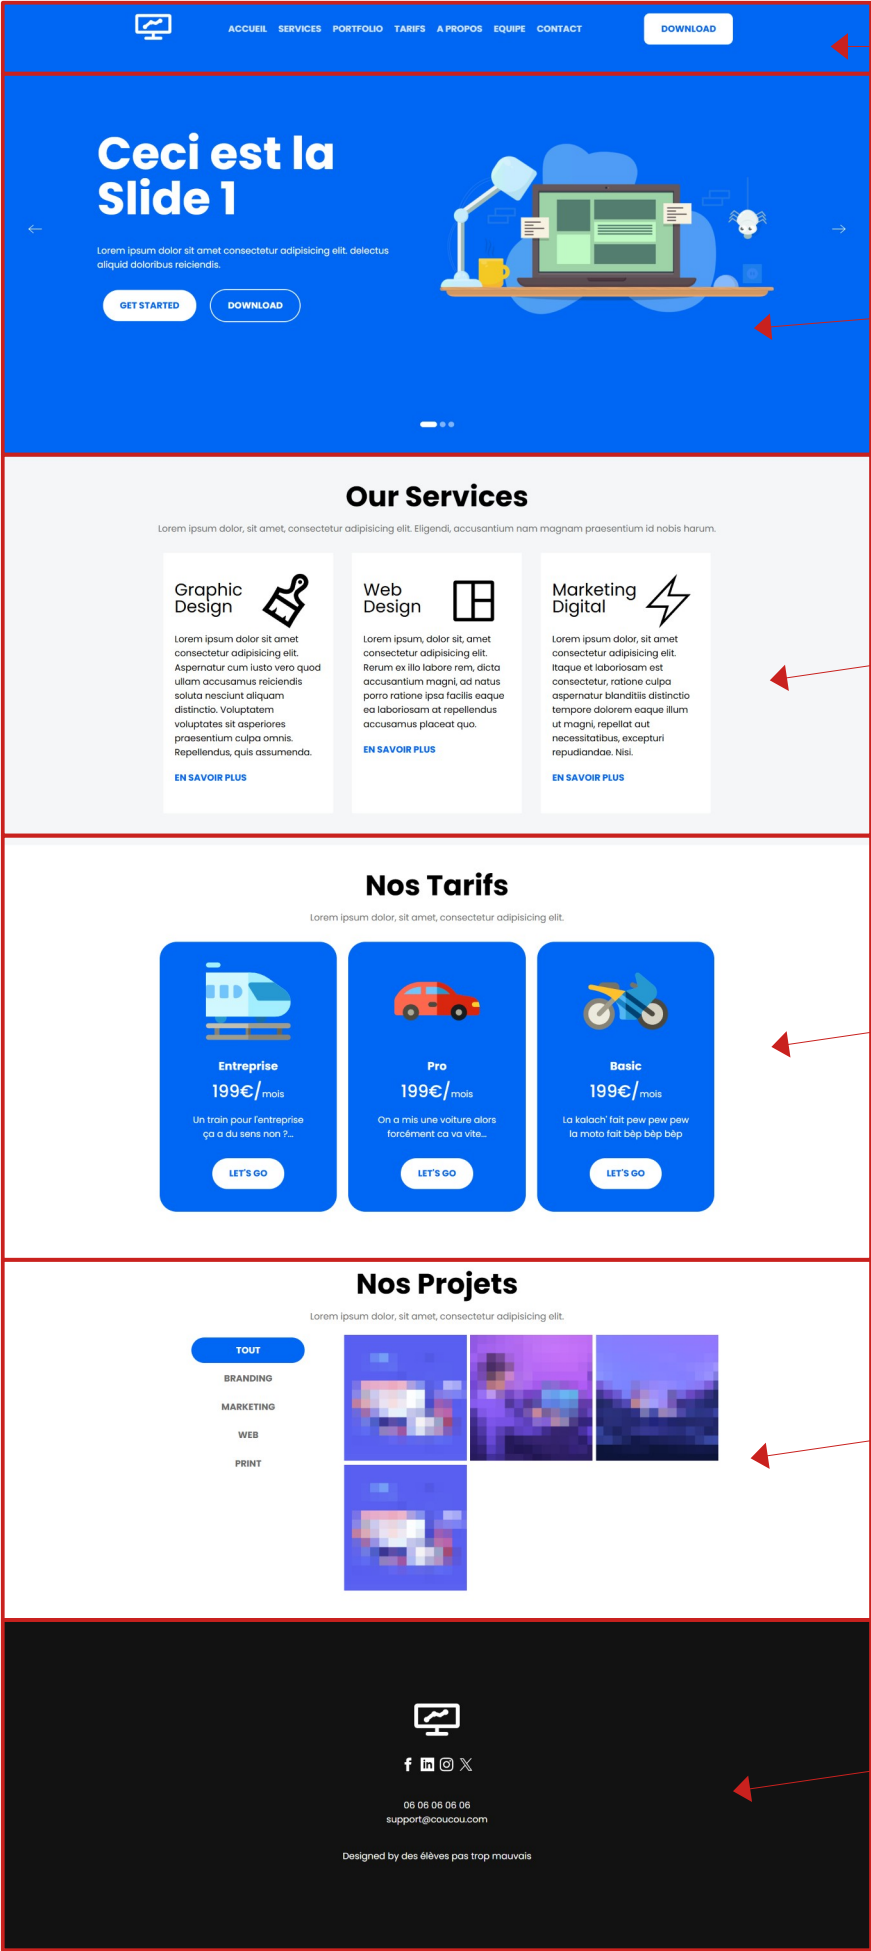 ACCUEIL SERVICES PORTFOLIO TARIFS A PROPOS EQUIPE CONTACT DOWNLOAD
Ceci est la
Slide 1
Lorem ipsum dolor sit amet consectetur adipisicing elit. delectus
aliquid doloribus reiciendis.
GET STARTED DOWNLOAD
Our Services
Lorem ipsum dolor, sit amet, consectetur adipisicing elit. Eligendi, accusantium nam magnam praesentium id nobis harum.
Graphic
Design
Lorem ipsum dolor sit amet
consectetur adipisicing elit.
Aspernatur cum iusto vero quod
ullam accusamus reiciendis
soluta nesciunt aliquam
distinctio. Voluptatem
voluptates sit asperiores
praesentium culpa omnis.
Repellendus, quis assumenda.
EN SAVOIR PLUS
Web
Design
Lorem ipsum, dolor sit, amet
consectetur adipisicing elit.
Rerum ex illo labore rem, dicta
accusantium magni, ad natus
porro ratione ipsa facilis eaque
ea laboriosam at repellendus
accusamus placeat quo.
EN SAVOIR PLUS
Marketing
Digital
Lorem ipsum dolor, sit amet
consectetur adipisicing elit.
Itaque et laboriosam est
consectetur, ratione culpa
aspernatur blanditiis distinctio
tempore dolorem eaque illum
ut magni, repellat aut
necessitatibus, excepturi
repudiandae. Nisi.
EN SAVOIR PLUS
Nos Tarifs
Lorem ipsum dolor, sit amet, consectetur adipisicing elit.
Entreprise
199€/mois
Un train pour l'entreprise
ça a du sens non ?...
LET'S GO
Pro
199€/mois
On a mis une voiture alors
forcément ca va vite...
LET'S GO
Basic
199€/mois
La kalach' fait pew pew pew
la moto fait bèp bèp bèp
LET'S GO
Nos Projets
Lorem ipsum dolor, sit amet, consectetur adipisicing elit.
TOUT
BRANDING
MARKETING
WEB
PRINT
06 06 06 06 06
support@coucou.com
Designed by des élèves pas trop mauvais